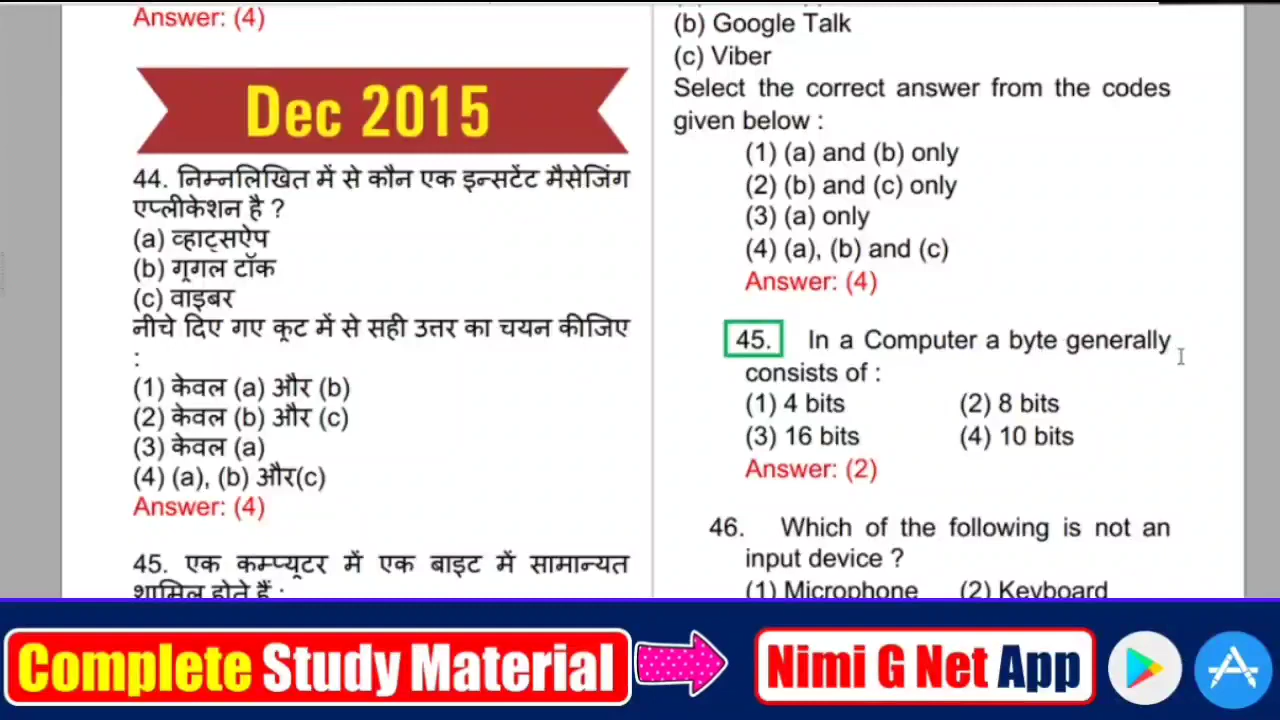 Answer: (4)
Dec 2015
44. निम्नलिखित में से कौन एक इन्सटेंट मैसेजिंग
एप्लीकेशन है ?
(a) व्हाट्सऐप
(b) गूगल टॉक
(c) वाइबर
नीचे दिए गए कूट में से सही उत्तर का चयन कीजिए
:
(1) केवल (a) और (b)
(2) केवल (b) और (c)
(3) केवल (a)
(4) (a), (b) और(c)
Answer: (4)
45. एक कम्प्यूटर में एक बाइट में सामान्यत
शामिल होते हैं :
(b) Google Talk
(c) Viber
Select the correct answer from the codes
given below :
(1) (a) and (b) only
(2) (b) and (c) only
(3) (a) only
(4) (a), (b) and (c)
Answer: (4)
45. In a Computer a byte generally
consists of :
(1) 4 bits (2) 8 bits
(3) 16 bits (4) 10 bits
Answer: (2)
46. Which of the following is not an
input device ?
(1) Microphone (2) Keyboard
Complete Study Material
Nimi G Net App